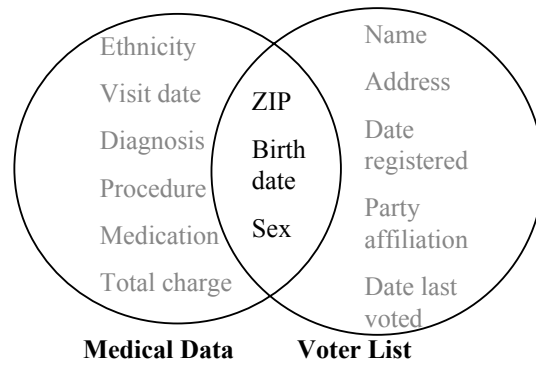 Ethnicity
Visit date
Diagnosis
Procedure
Medication
Total charge
ZIP
Birth
date
Sex
Name
Address
Date
registered
Party
affiliation
Date last
voted
Medical Data
Voter List